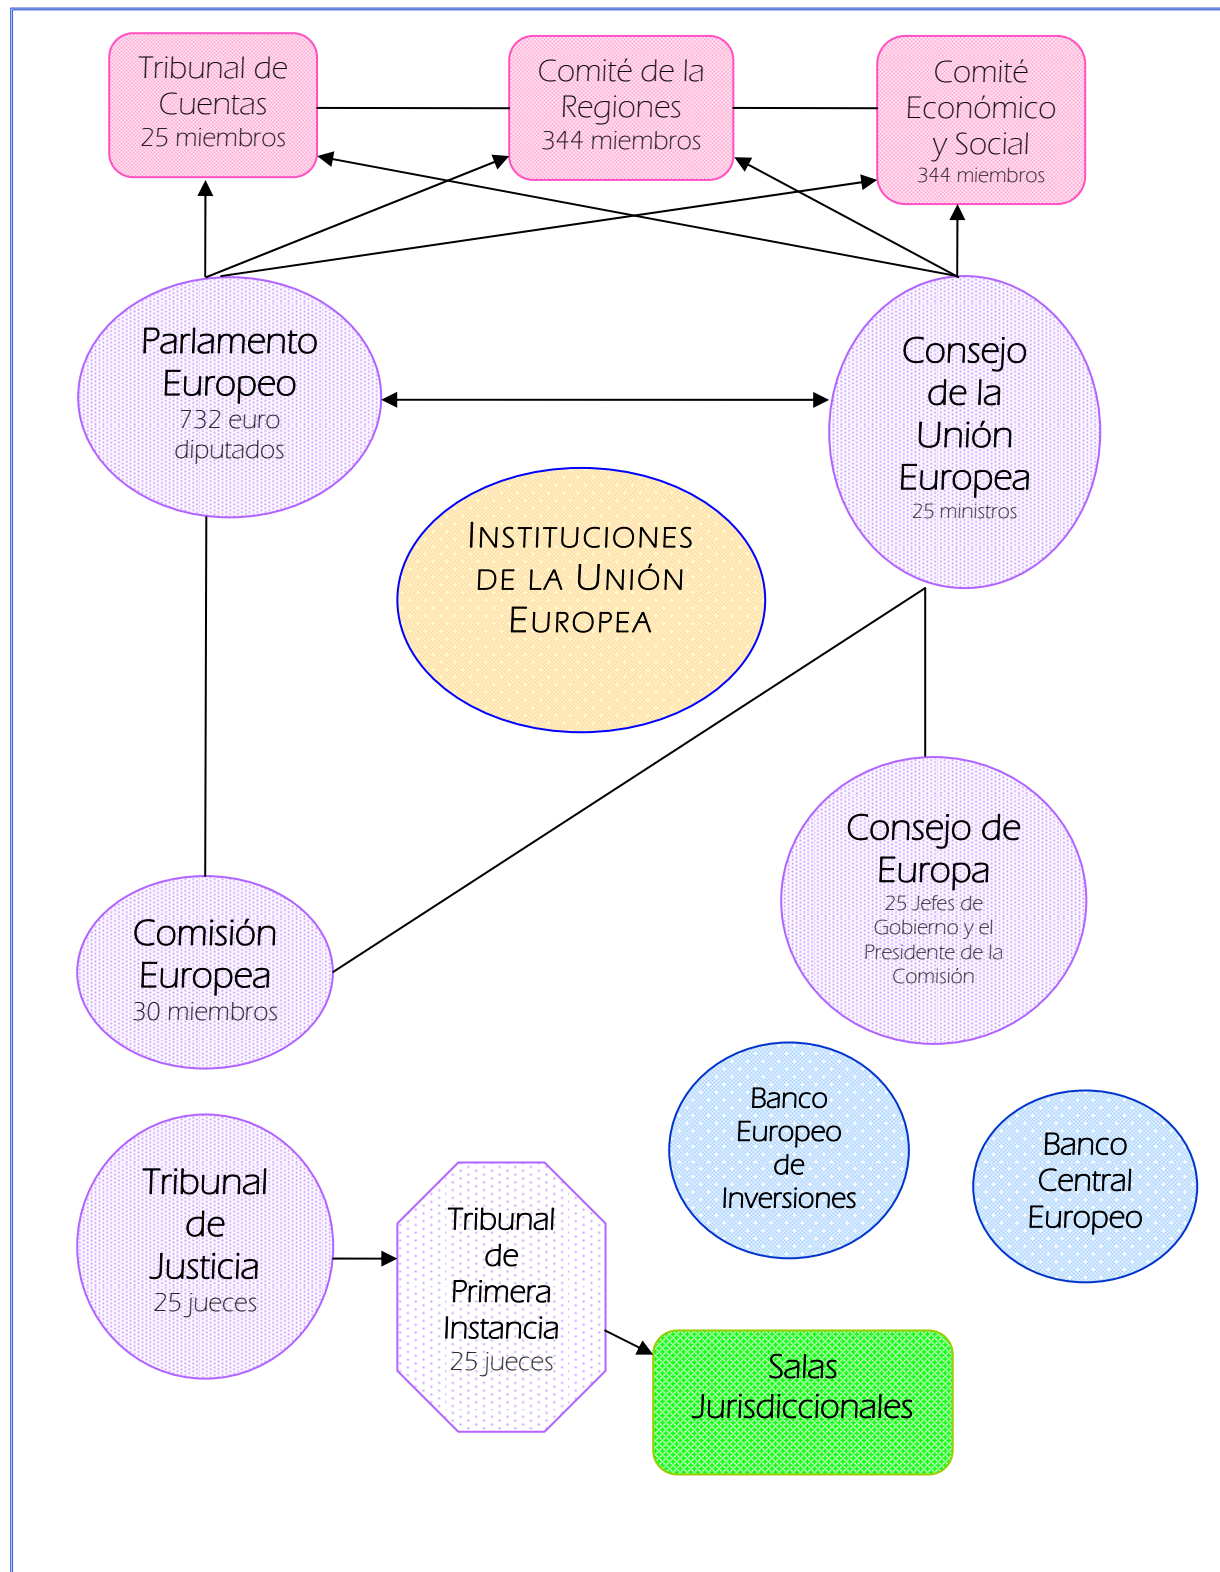 Tribunal de
Cuentas
25 miembros
Comité de la
Regiones
344 miembros
Comité
Económico
y Social
344 miembros
Parlamento
Europeo
732 euro
diputados
Consejo
de la
Unión
Europea
25 ministros
INSTITUCIONES
DE LA UNIÓN
EUROPEA
Consejo de
Europa
25 Jefes de
Gobierno y el
Presidente de la
Comisión
Comisión
Europea
30 miembros
Banco
Europeo
de
Inversiones
Banco
Central
Europeo
Tribunal
de
Justicia
25 jueces
Tribunal
de
Primera
Instancia
25 jueces
Salas
Jurisdiccionales